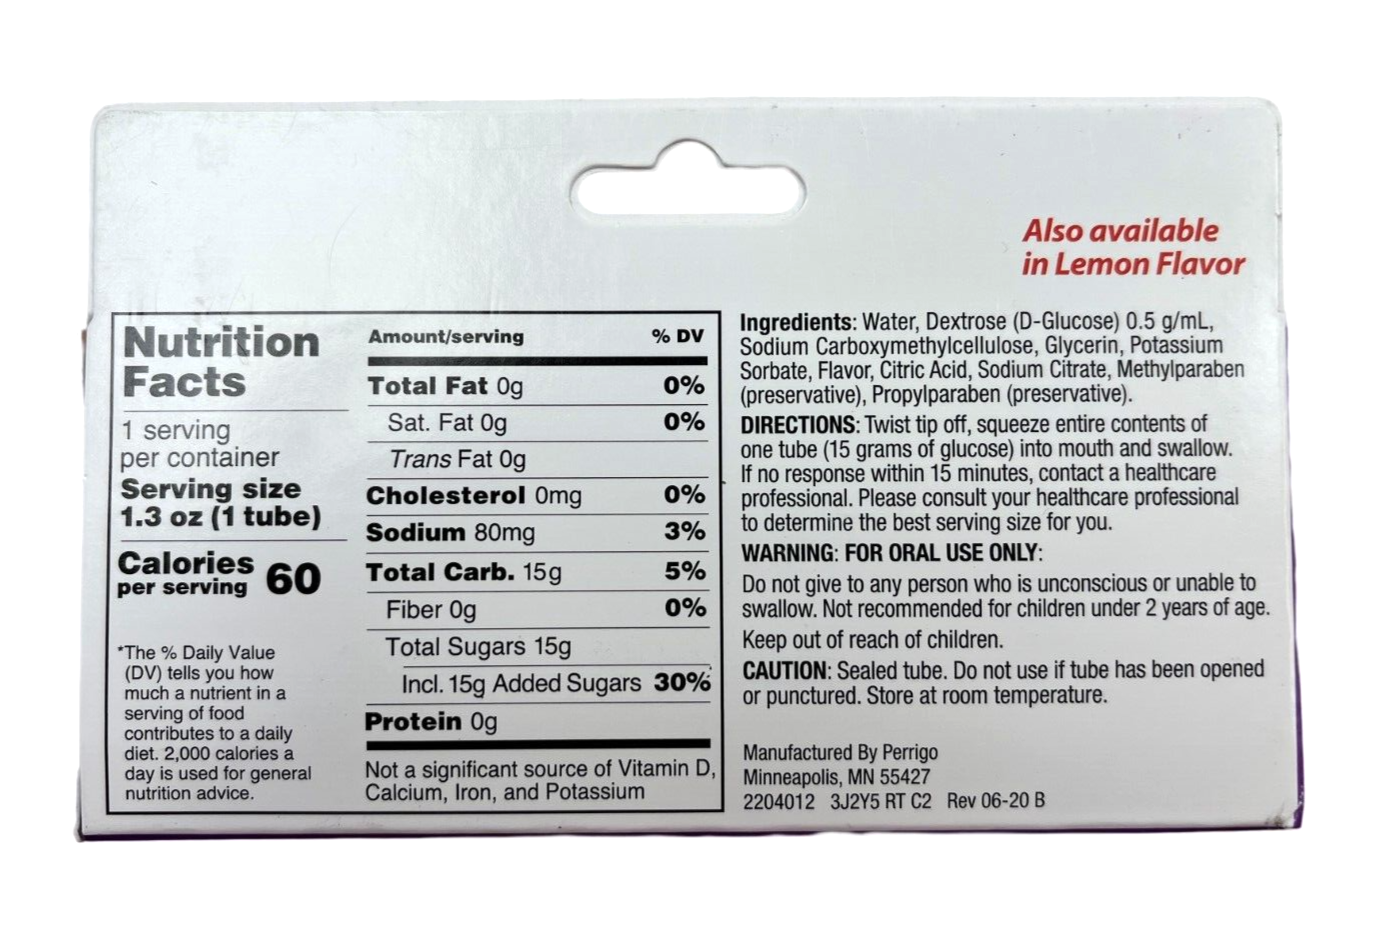 Also available
in Lemon Flavor
Nutrition
Facts
1 serving
per container
Serving size
1.3 oz (1 tube)
Calories
per serving 60
*The % Daily Value
(DV) tells you how
much a nutrient in a
serving of food
contributes to a daily
diet. 2,000 calories a
day is used for general
nutrition advice.
Amount/serving % DV
Total Fat 0g 0%
Sat. Fat 0g 0%
Trans Fat 0g
Cholesterol 0mg 0%
Sodium 80mg 3%
Total Carb. 15g 5%
Fiber 0g 0%
Total Sugars 15g
Incl. 15g Added Sugars 30%
Protein 0g
Not a significant source of Vitamin D,
Calcium, Iron, and Potassium
Ingredients: Water, Dextrose (D-Glucose) 0.5 g/mL,
Sodium Carboxymethylcellulose, Glycerin, Potassium
Sorbate, Flavor, Citric Acid, Sodium Citrate, Methylparaben
(preservative), Propylparaben (preservative).
DIRECTIONS: Twist tip off, squeeze entire contents of
one tube (15 grams of glucose) into mouth and swallow.
If no response within 15 minutes, contact a healthcare
professional. Please consult your healthcare professional
to determine the best serving size for you.
WARNING: FOR ORAL USE ONLY:
Do not give to any person who is unconscious or unable to
swallow. Not recommended for children under 2 years of age.
Keep out of reach of children.
CAUTION: Sealed tube. Do not use if tube has been opened
or punctured. Store at room temperature.
Manufactured By Perrigo
Minneapolis, MN 55427
2204012 3J2Y5 RT C2 Rev 06-20 B